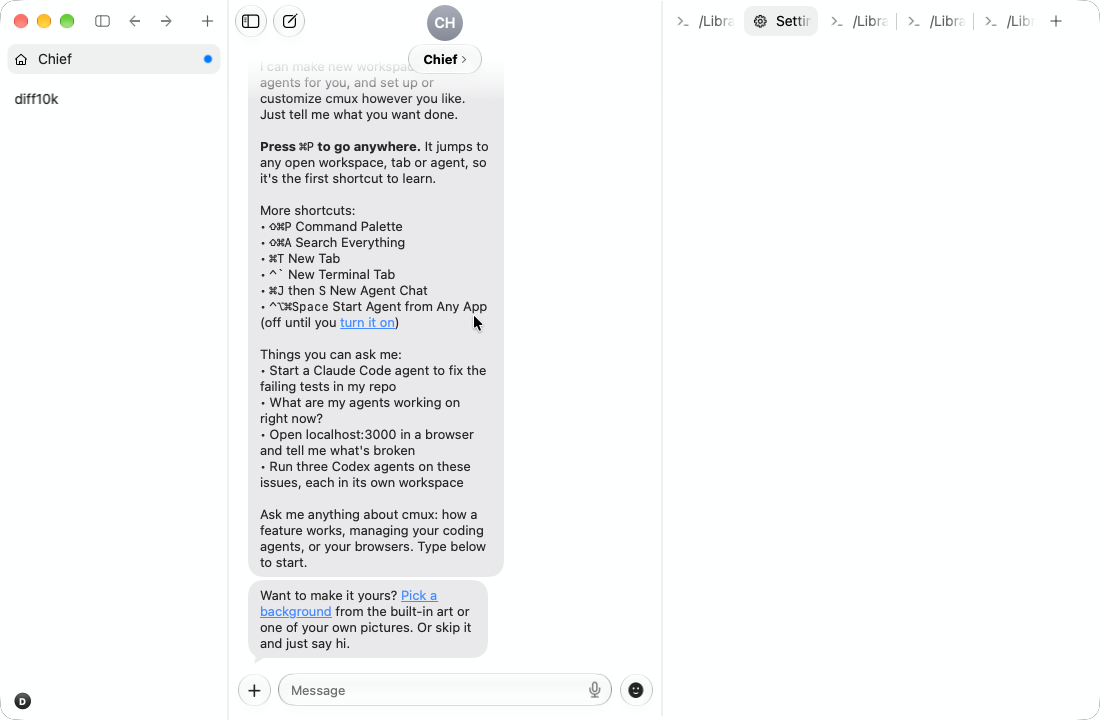 CH
Chief ›
Chief
diff10k
>_ /Libra
Settin
>_ /Libra
>_ /Libra
>_ /Lib
I can make new workspac
agents for you, and set up or
customize cmux however you like.
Just tell me what you want done.
Press ⌘P to go anywhere. It jumps to
any open workspace, tab or agent, so
it's the first shortcut to learn.
More shortcuts:
• ⇧⌘P Command Palette
• ⇧⌘A Search Everything
• ⌘T New Tab
• ^` New Terminal Tab
• ⌘J then S New Agent Chat
• ^⌥⌘Space Start Agent from Any App
(off until you turn it on)
Things you can ask me:
• Start a Claude Code agent to fix the
failing tests in my repo
• What are my agents working on
right now?
• Open localhost:3000 in a browser
and tell me what's broken
• Run three Codex agents on these
issues, each in its own workspace
Ask me anything about cmux: how a
feature works, managing your coding
agents, or your browsers. Type below
to start.
Want to make it yours? Pick a
background from the built-in art or
one of your own pictures. Or skip it
and just say hi.
Message
D